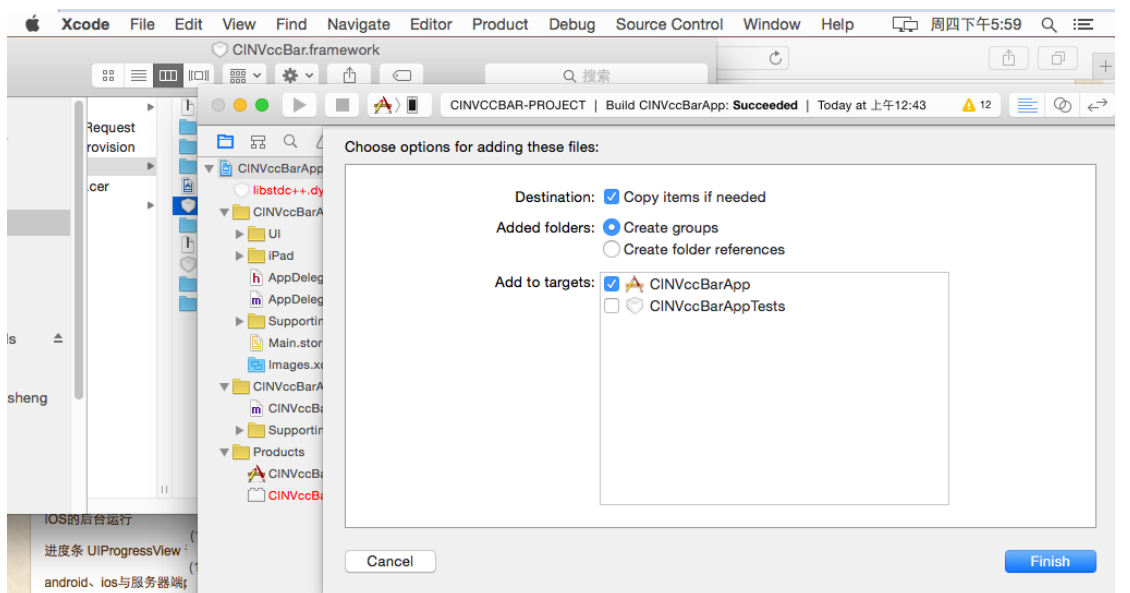 Xcode File Edit View Find Navigate Editor Product Debug Source Control Window Help 周四下午5:59
CINVccBar.framework
搜索
CINVCCBAR-PROJECT | Build CINVccBarApp: Succeeded | Today at 上午12:43 12
Request
rovision
.cer
ls
sheng
CINVccBarApp
libstdc++.dy
CINVccBarA
UI
iPad
AppDeleg
AppDeleg
Supportin
Main.stor
Images.xc
CINVccBarA
CINVccBa
Supportin
Products
CINVccBa
CINVccBa
Choose options for adding these files:
Destination: Copy items if needed
Added folders: Create groups
Create folder references
Add to targets: CINVccBarApp
CINVccBarAppTests
Cancel
Finish
iOS的后台运行
进度条 UIProgressView
android、ios与服务器端